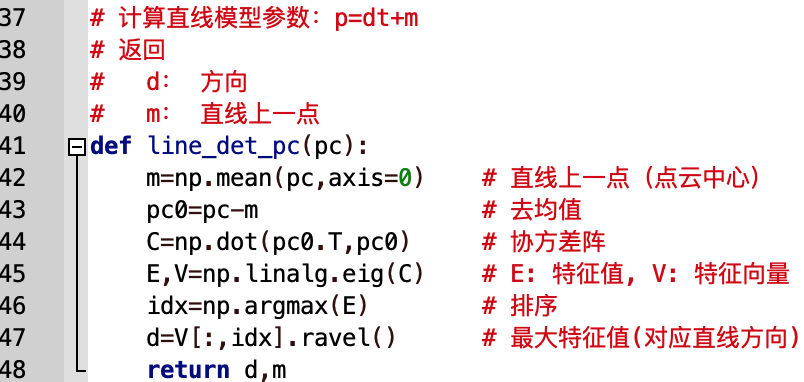 37 # 计算直线模型参数：p=dt+m
38 # 返回
39 #   d： 方向
40 #   m： 直线上一点
41 def line_det_pc(pc):
42     m=np.mean(pc,axis=0)    # 直线上一点（点云中心）
43     pc0=pc-m                # 去均值
44     C=np.dot(pc0.T,pc0)     # 协方差阵
45     E,V=np.linalg.eig(C)    # E: 特征值, V: 特征向量
46     idx=np.argmax(E)        # 排序
47     d=V[:,idx].ravel()      # 最大特征值(对应直线方向)
48     return d,m